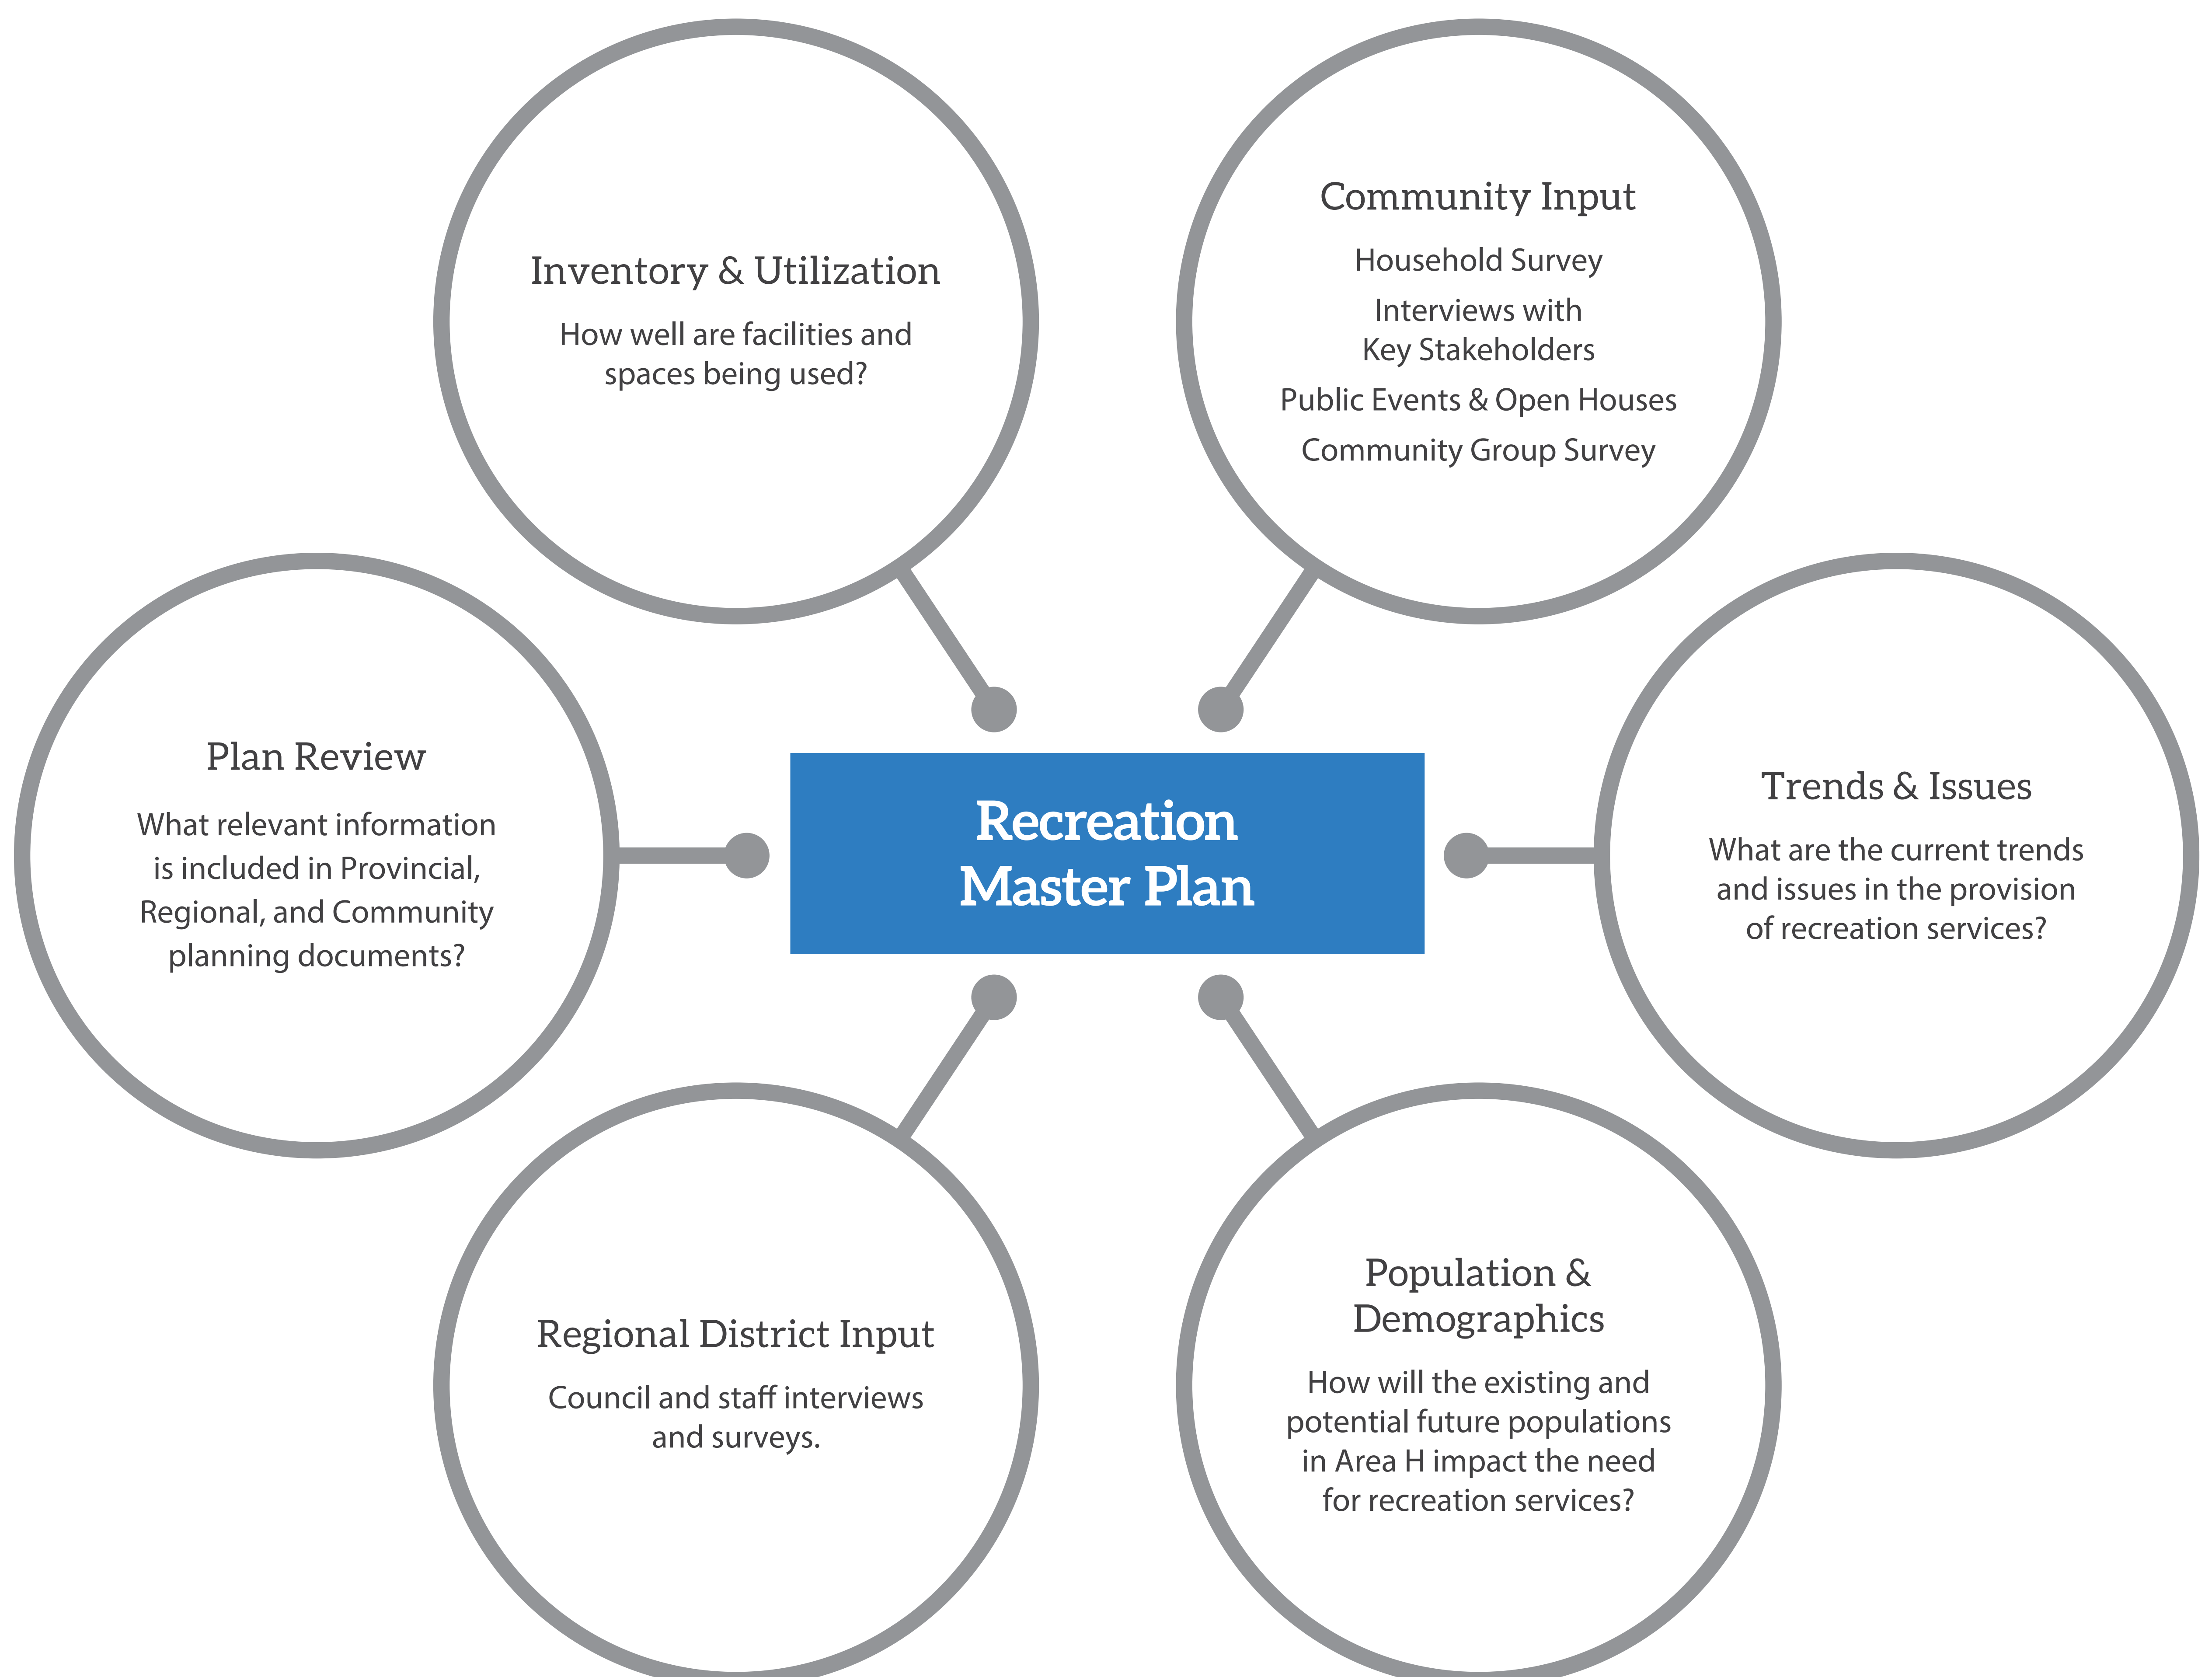 Inventory & Utilization
How well are facilities and
spaces being used?
Community Input
Household Survey
Interviews with
Key Stakeholders
Public Events & Open Houses
Community Group Survey
Plan Review
What relevant information
is included in Provincial,
Regional, and Community
planning documents?
Recreation
Master Plan
Trends & Issues
What are the current trends
and issues in the provision
of recreation services?
Regional District Input
Council and staff interviews
and surveys.
Population &
Demographics
How will the existing and
potential future populations
in Area H impact the need
for recreation services?